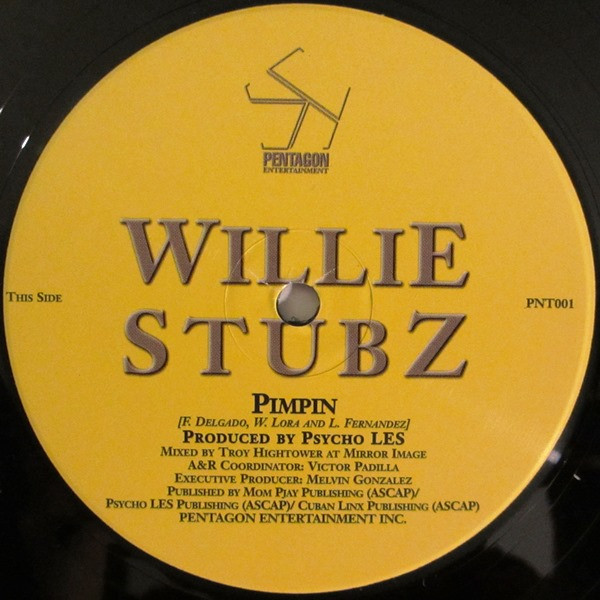 PENTAGON
ENTERTAINMENT
WILLIE
THIS SIDE
PNT001
STUBZ
PIMPIN
[F. DELGADO, W. LORA AND L. FERNANDEZ]
PRODUCED BY PSYCHO LES
MIXED BY TROY HIGHTOWER AT MIRROR IMAGE
A&R COORDINATOR: VICTOR PADILLA
EXECUTIVE PRODUCER: MELVIN GONZALEZ
PUBLISHED BY MOM PJAY PUBLISHING (ASCAP)/
PSYCHO LES PUBLISHING (ASCAP)/ CUBAN LINX PUBLISHING (ASCAP)
PENTAGON ENTERTAINMENT INC.